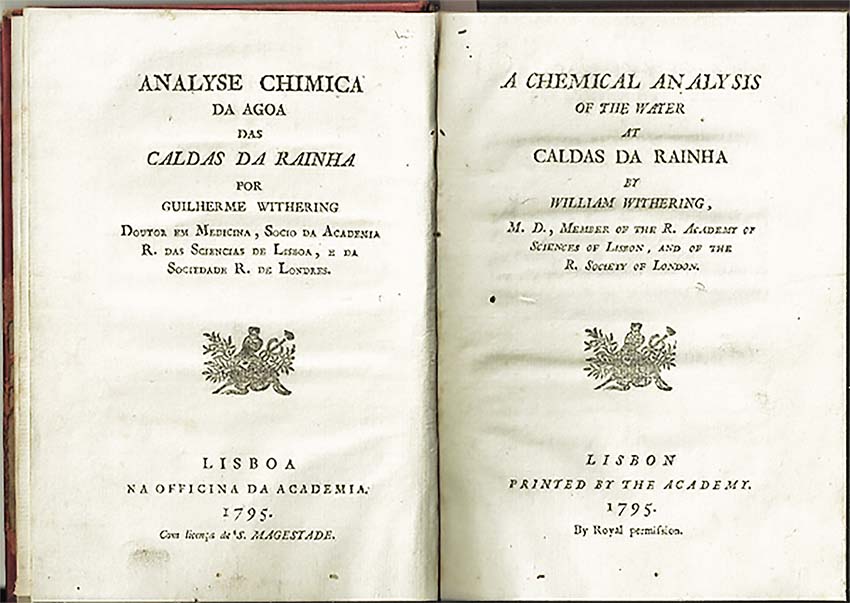 ANALYSE CHIMICA
DA AGOA
DAS
CALDAS DA RAINHA
POR
GUILHERME WITHERING
DOUTOR EM MEDICINA, SOCIO DA ACADEMIA
R. DAS SCIENCIAS DE LISBOA, E DA
SOCIEDADE R. DE LONDRES.
LISBOA
NA OFFICINA DA ACADEMIA.
1795.
Com licença de S. MAGESTADE.
A CHEMICAL ANALYSIS
OF THE WATER
AT
CALDAS DA RAINHA
BY
WILLIAM WITHERING,
M. D., MEMBER OF THE R. ACADEMY OF
SCIENCES OF LISBON, AND OF THE
R. SOCIETY OF LONDON.
LISBON
PRINTED BY THE ACADEMY.
1795.
By Royal permiſſion.